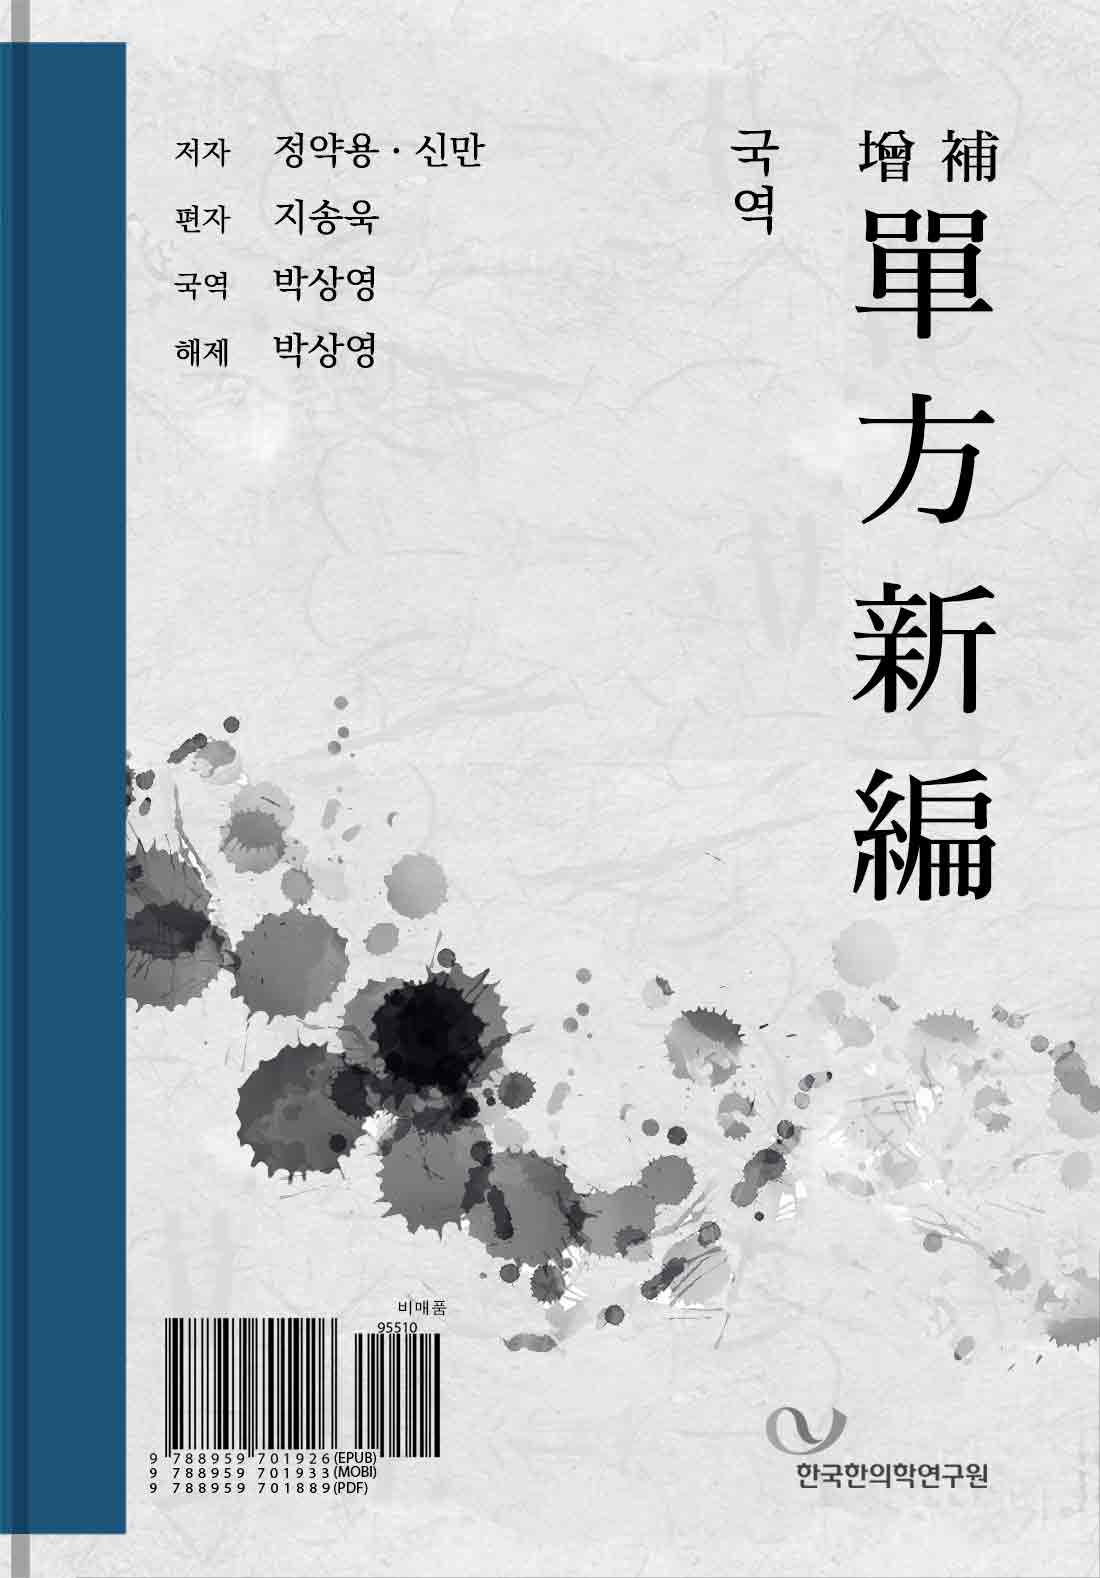 국역
增補
單方新編
저자 정약용 · 신만
편자 지송욱
국역 박상영
해제 박상영
비매품
95510
9 788959 701926 (EPUB)
9 788959 701933 (MOBI)
9 788959 701889 (PDF)
한국한의학연구원